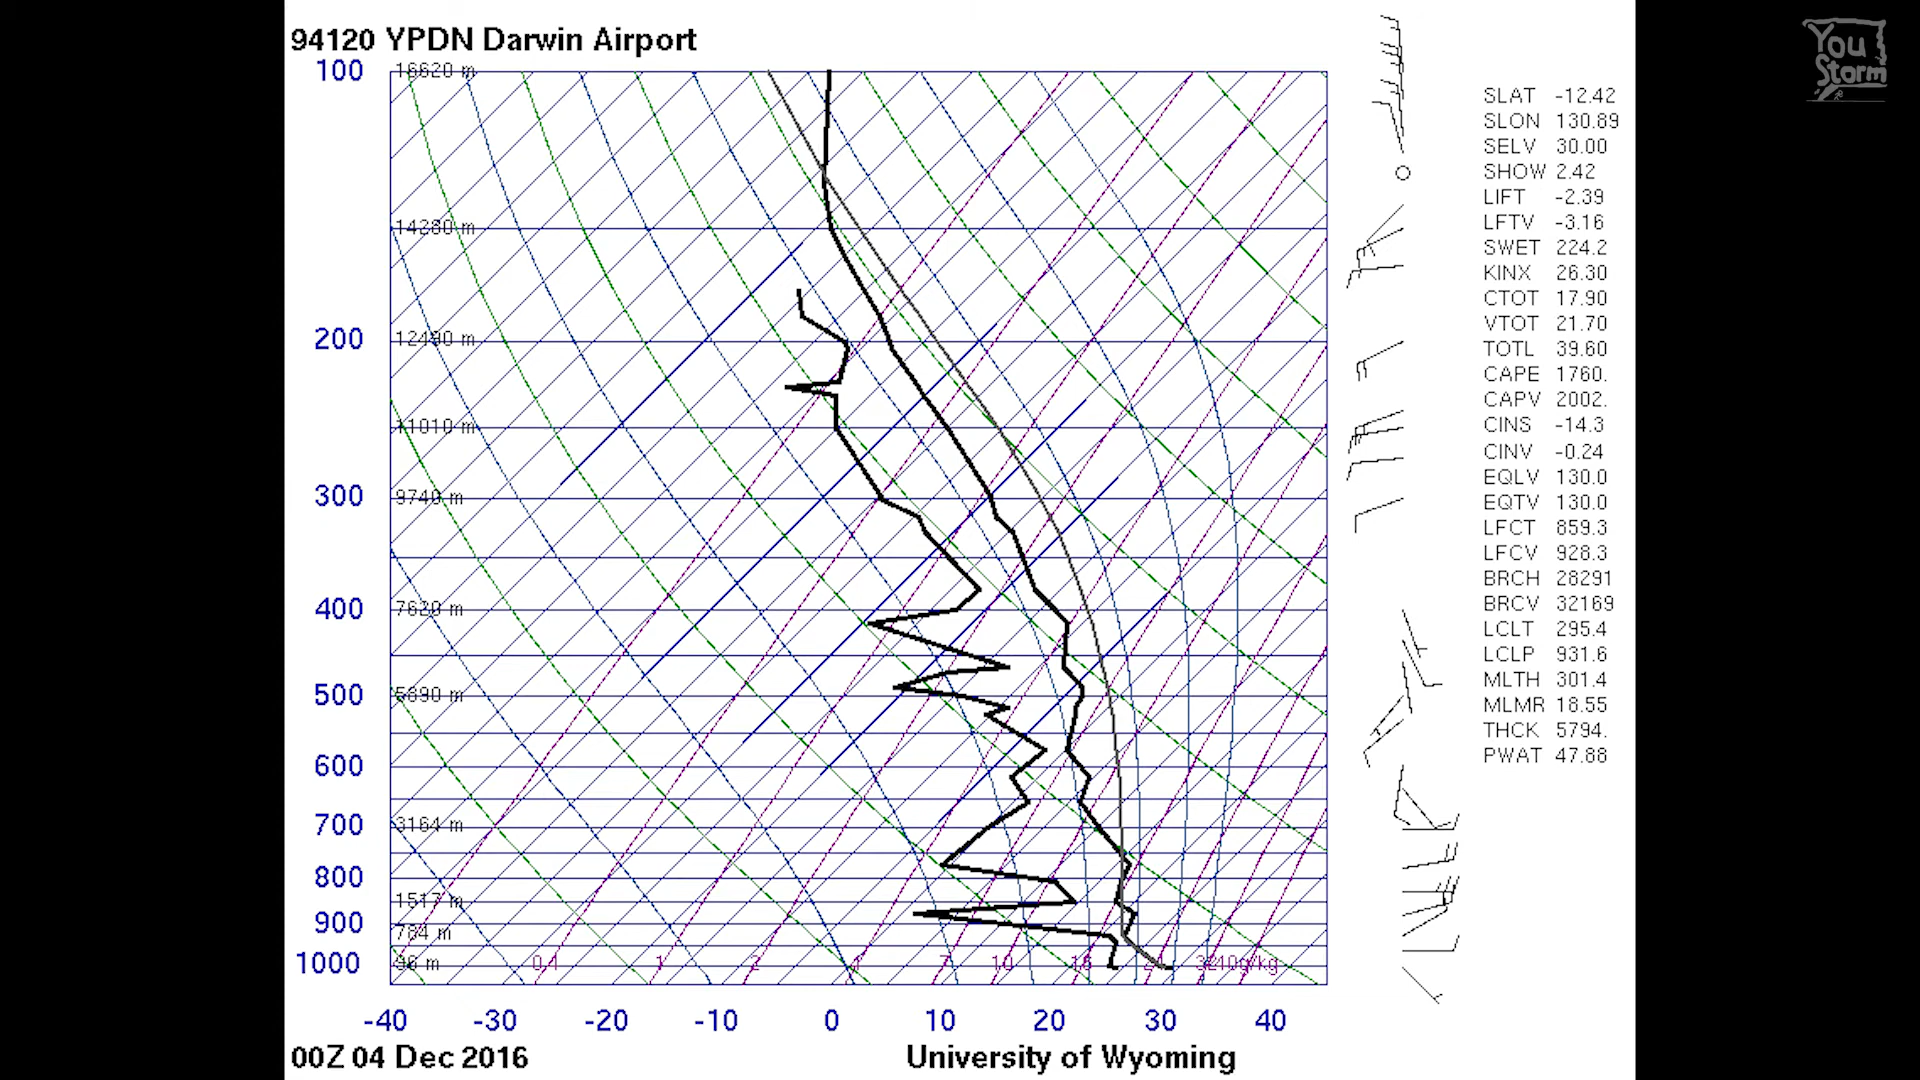 94120 YPDN Darwin Airport
You
Storm
100
16620 m
14280 m
200
12490 m
11010 m
300
9740 m
400
7620 m
500
5890 m
600
700
3164 m
800
1517 m
900
784 m
1000
96 m
0.4
1
2
4
7
10
16
3240g/kg
-40 -30 -20 -10 0 10 20 30 40
00Z 04 Dec 2016
University of Wyoming
SLAT -12.42
SLON 130.89
SELV 30.00
SHOW 2.42
LIFT -2.39
LFTV -3.16
SWET 224.2
KINX 26.30
CTOT 17.90
VTOT 21.70
TOTL 39.60
CAPE 1760.
CAPV 2002.
CINS -14.3
CINV -0.24
EQLV 130.0
EQTV 130.0
LFCT 859.3
LFCV 928.3
BRCH 28291
BRCV 32169
LCLT 295.4
LCLP 931.6
MLTH 301.4
MLMR 18.55
THCK 5794.
PWAT 47.88